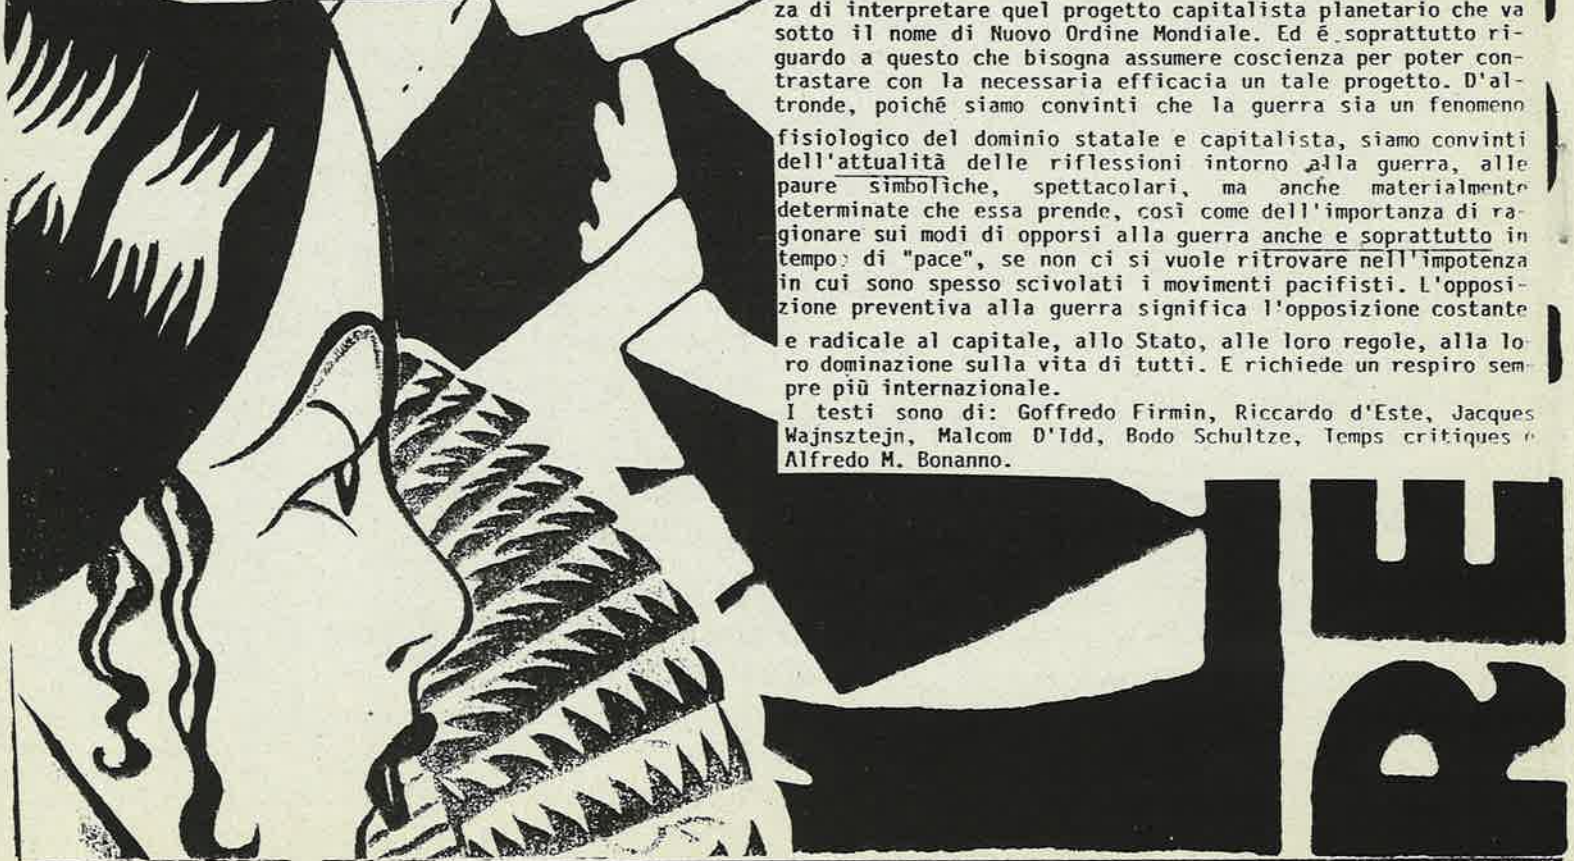 za di interpretare quel progetto capitalista planetario che va
sotto il nome di Nuovo Ordine Mondiale. Ed é soprattutto ri-
guardo a questo che bisogna assumere coscienza per poter con-
trastare con la necessaria efficacia un tale progetto. D'al-
tronde, poiché siamo convinti che la guerra sia un fenomeno
fisiologico del dominio statale e capitalista, siamo convinti
dell'attualità delle riflessioni intorno alla guerra, alle
paure simboliche, spettacolari, ma anche materialmente
determinate che essa prende, così come dell'importanza di ra-
gionare sui modi di opporsi alla guerra anche e soprattutto in
tempo di "pace", se non ci si vuole ritrovare nell'impotenza
in cui sono spesso scivolati i movimenti pacifisti. L'opposi-
zione preventiva alla guerra significa l'opposizione costante
e radicale al capitale, allo Stato, alle loro regole, alla lo-
ro dominazione sulla vita di tutti. E richiede un respiro sem-
pre più internazionale.
I testi sono di: Goffredo Firmin, Riccardo d'Este, Jacques
Wajnsztejn, Malcom D'Idd, Bodo Schultze, Temps critiques e
Alfredo M. Bonanno.
RE